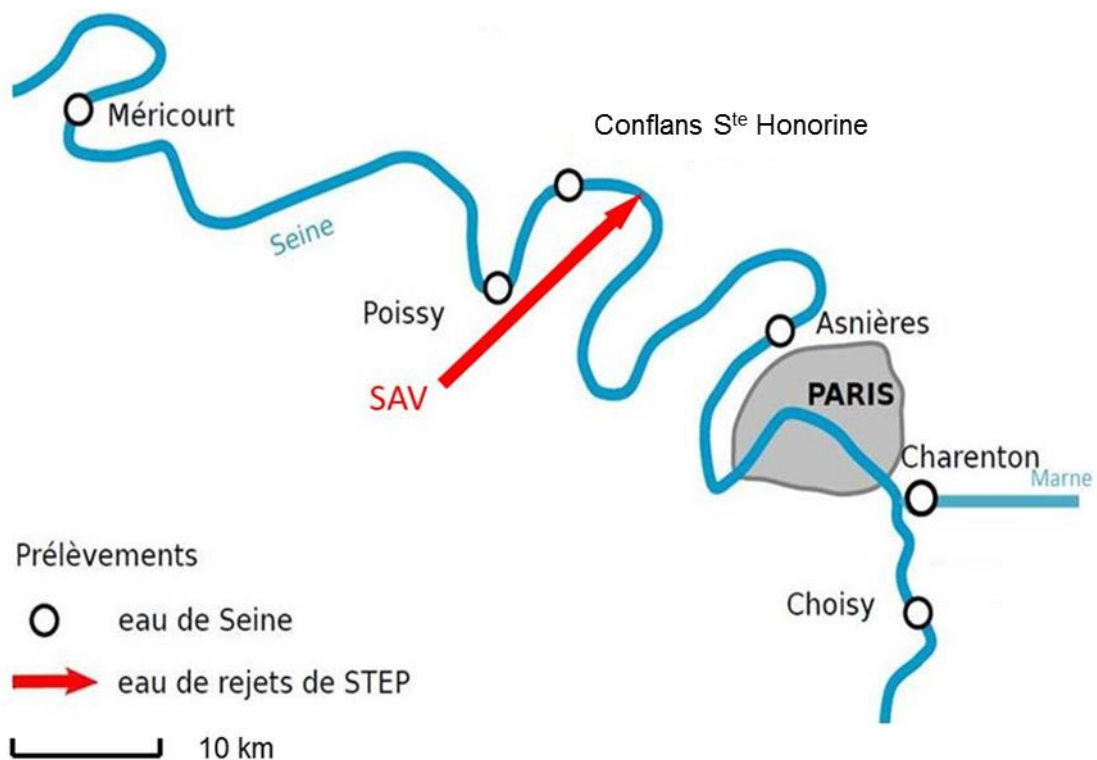 Méricourt
Conflans Sᵗᵉ Honorine
Seine
Poissy
Asnières
SAV
PARIS
Charenton
Marne
Choisy
Prélèvements
eau de Seine
eau de rejets de STEP
10 km